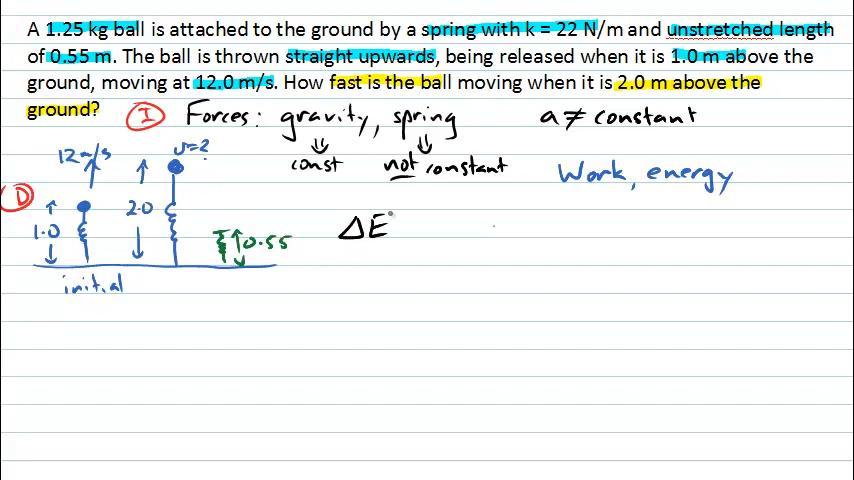 A 1.25 kg ball is attached to the ground by a spring with k = 22 N/m and unstretched length
of 0.55 m. The ball is thrown straight upwards, being released when it is 1.0 m above the
ground, moving at 12.0 m/s. How fast is the ball moving when it is 2.0 m above the
ground?
I Forces: gravity, spring a ≠ constant
⇓ ⇓
const not constant Work, energy
12 m/s v=?
D
1.0 2.0 0.55
ΔE
initial